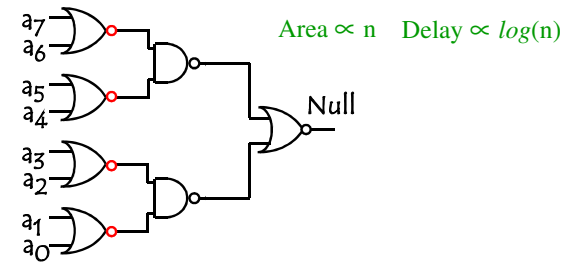 a7
a6
a5
a4
a3
a2
a1
a0
Area ∝ n Delay ∝ log(n)
Null